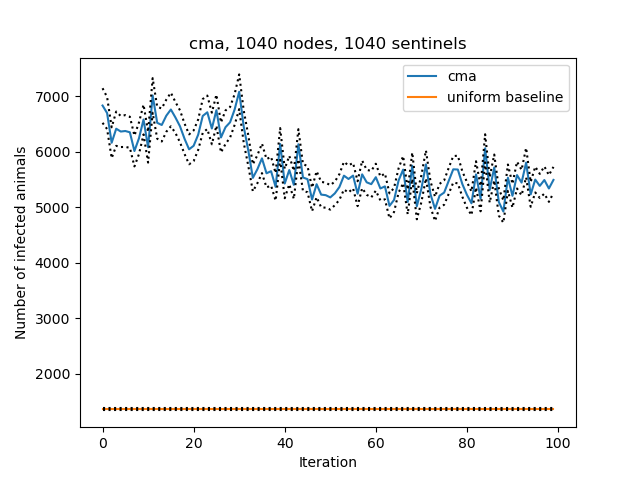 cma, 1040 nodes, 1040 sentinels
cma
uniform baseline
Number of infected animals
7000
6000
5000
4000
3000
2000
0
20
40
60
80
100
Iteration